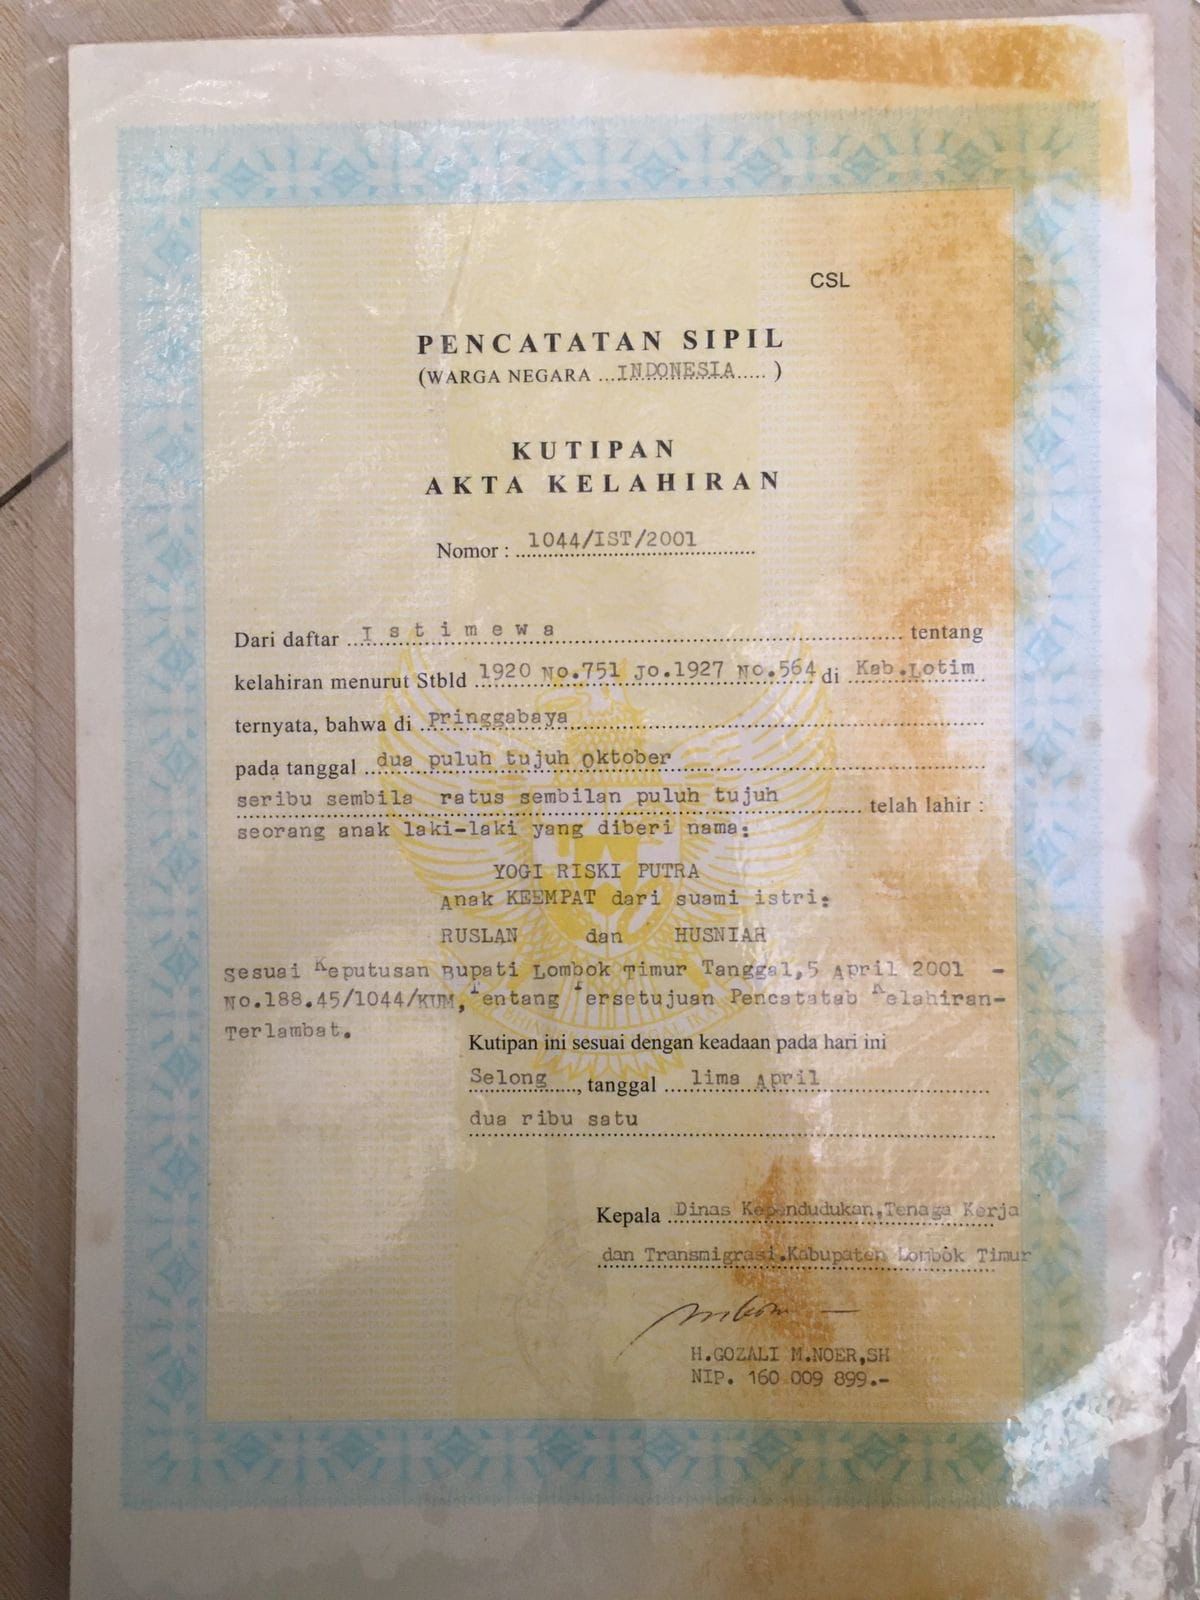 CSL
PENCATATAN SIPIL
(WARGA NEGARA ...INDONESIA..... )
KUTIPAN
AKTA KELAHIRAN
Nomor : 1044/IST/2001
Dari daftar Istimewa tentang
kelahiran menurut Stbld 1920 No.751 Jo.1927 No.564 di Kab.Lotim
ternyata, bahwa di Pringgabaya
pada tanggal dua puluh tujuh Oktober
seribu sembila ratus sembilan puluh tujuh telah lahir :
seorang anak laki-laki yang diberi nama:
YOGI RISKI PUTRA
Anak KEEMPAT dari suami istri:
RUSLAN dan HUSNIAH
Sesuai Keputusan Bupati Lombok Timur Tanggal,5 April 2001 -
No.188.45/1044/KUM, Tentang Persetujuan Pencatatab Kelahiran-
Terlambat.
Kutipan ini sesuai dengan keadaan pada hari ini
Selong, tanggal lima April
dua ribu satu
Kepala Dinas Kependudukan,Tenaga Kerja
dan Transmigrasi.Kabupaten Lombok Timur
H.GOZALI M.NOER,SH
NIP. 160 009 899.-